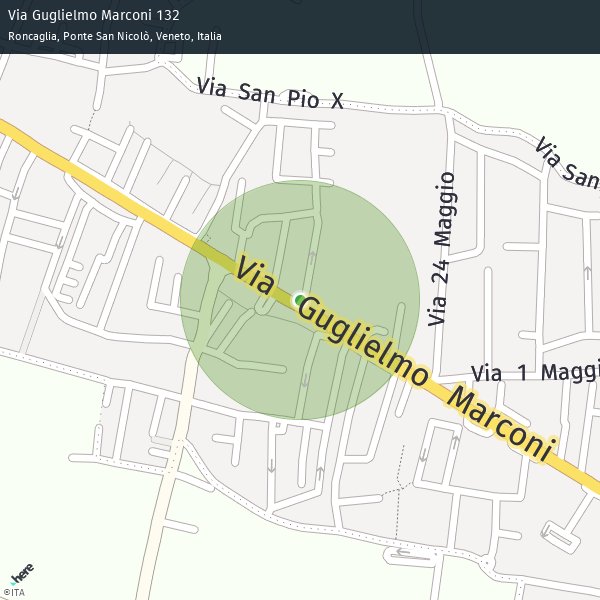 Via Guglielmo Marconi 132
Roncaglia, Ponte San Nicolò, Veneto, Italia
Via San Pio X
Via San
Via 24 Maggio
Via Guglielmo Marconi
Via 1 Maggi
here
©ITA